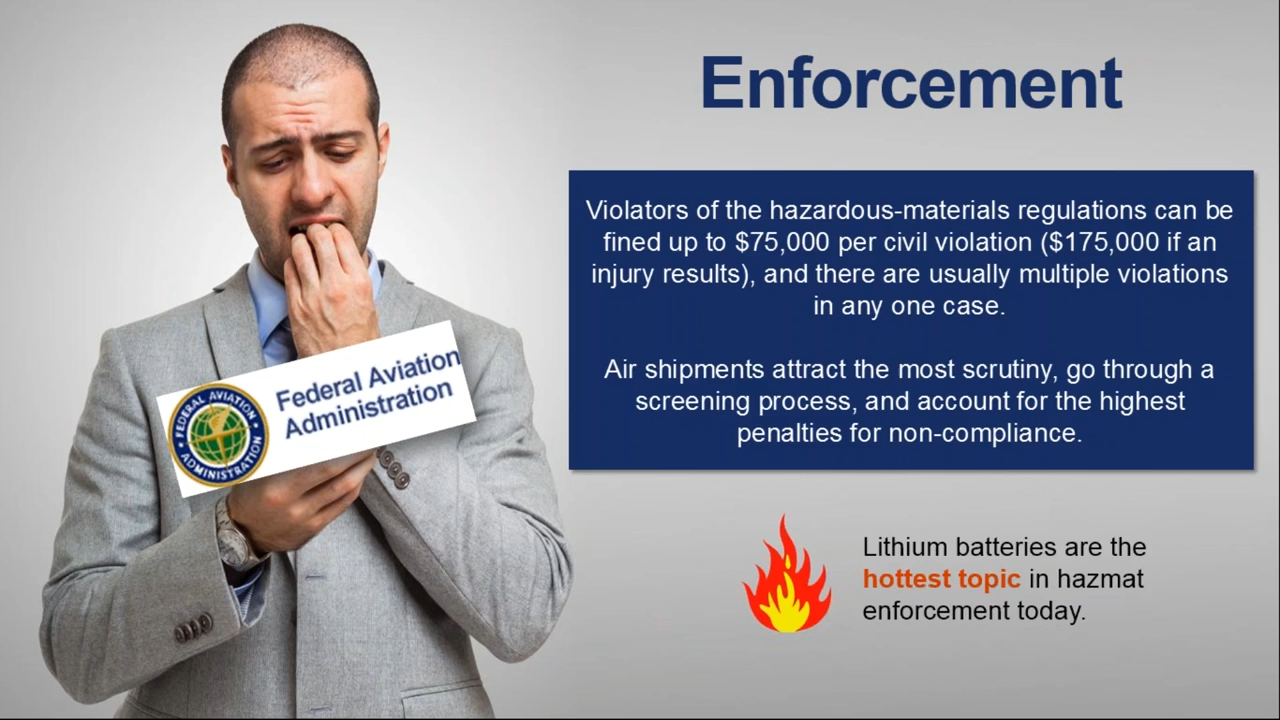 Enforcement
Violators of the hazardous-materials regulations can be
fined up to $75,000 per civil violation ($175,000 if an
injury results), and there are usually multiple violations
in any one case.
Air shipments attract the most scrutiny, go through a
screening process, and account for the highest
penalties for non-compliance.
Lithium batteries are the
hottest topic in hazmat
enforcement today.
Federal Aviation
Administration
FEDERAL AVIATION
ADMINISTRATION